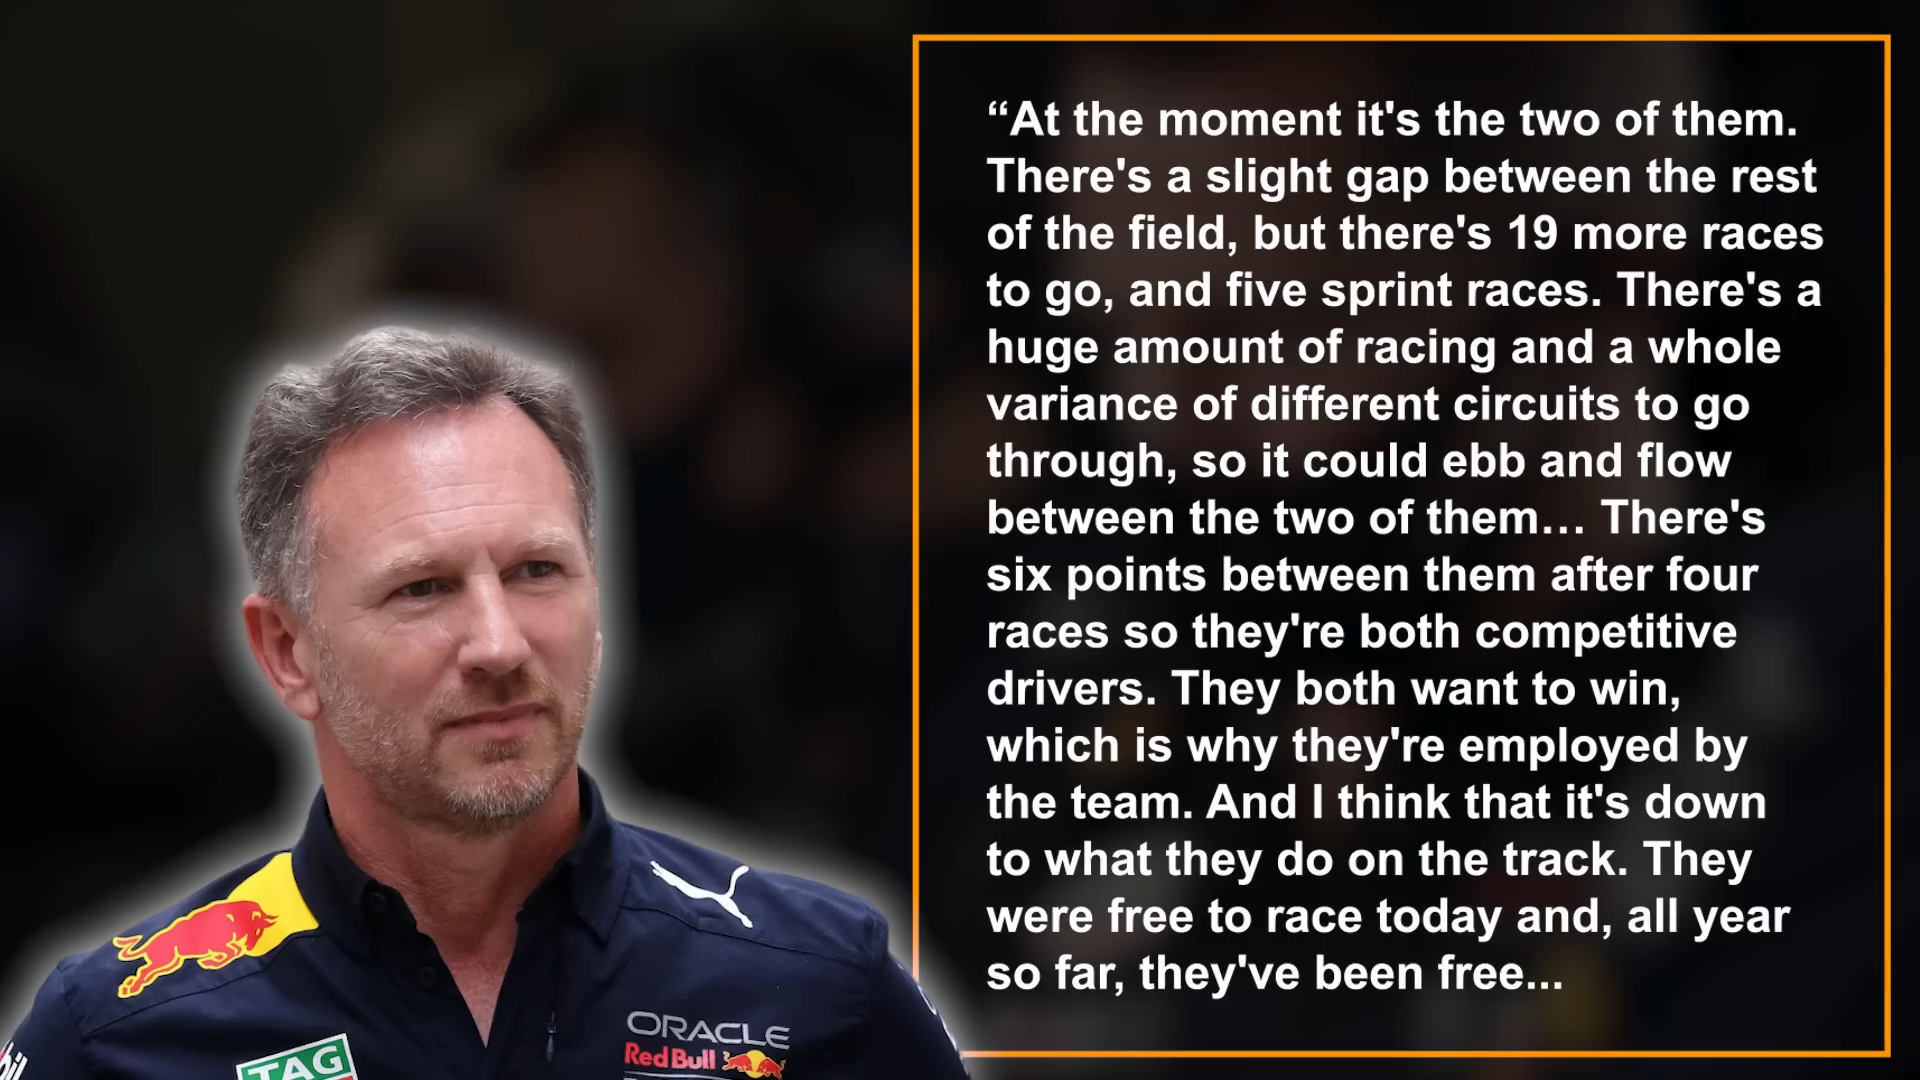 “At the moment it's the two of them.
There's a slight gap between the rest
of the field, but there's 19 more races
to go, and five sprint races. There's a
huge amount of racing and a whole
variance of different circuits to go
through, so it could ebb and flow
between the two of them… There's
six points between them after four
races so they're both competitive
drivers. They both want to win,
which is why they're employed by
the team. And I think that it's down
to what they do on the track. They
were free to race today and, all year
so far, they've been free...
ORACLE
Red Bull
TAG